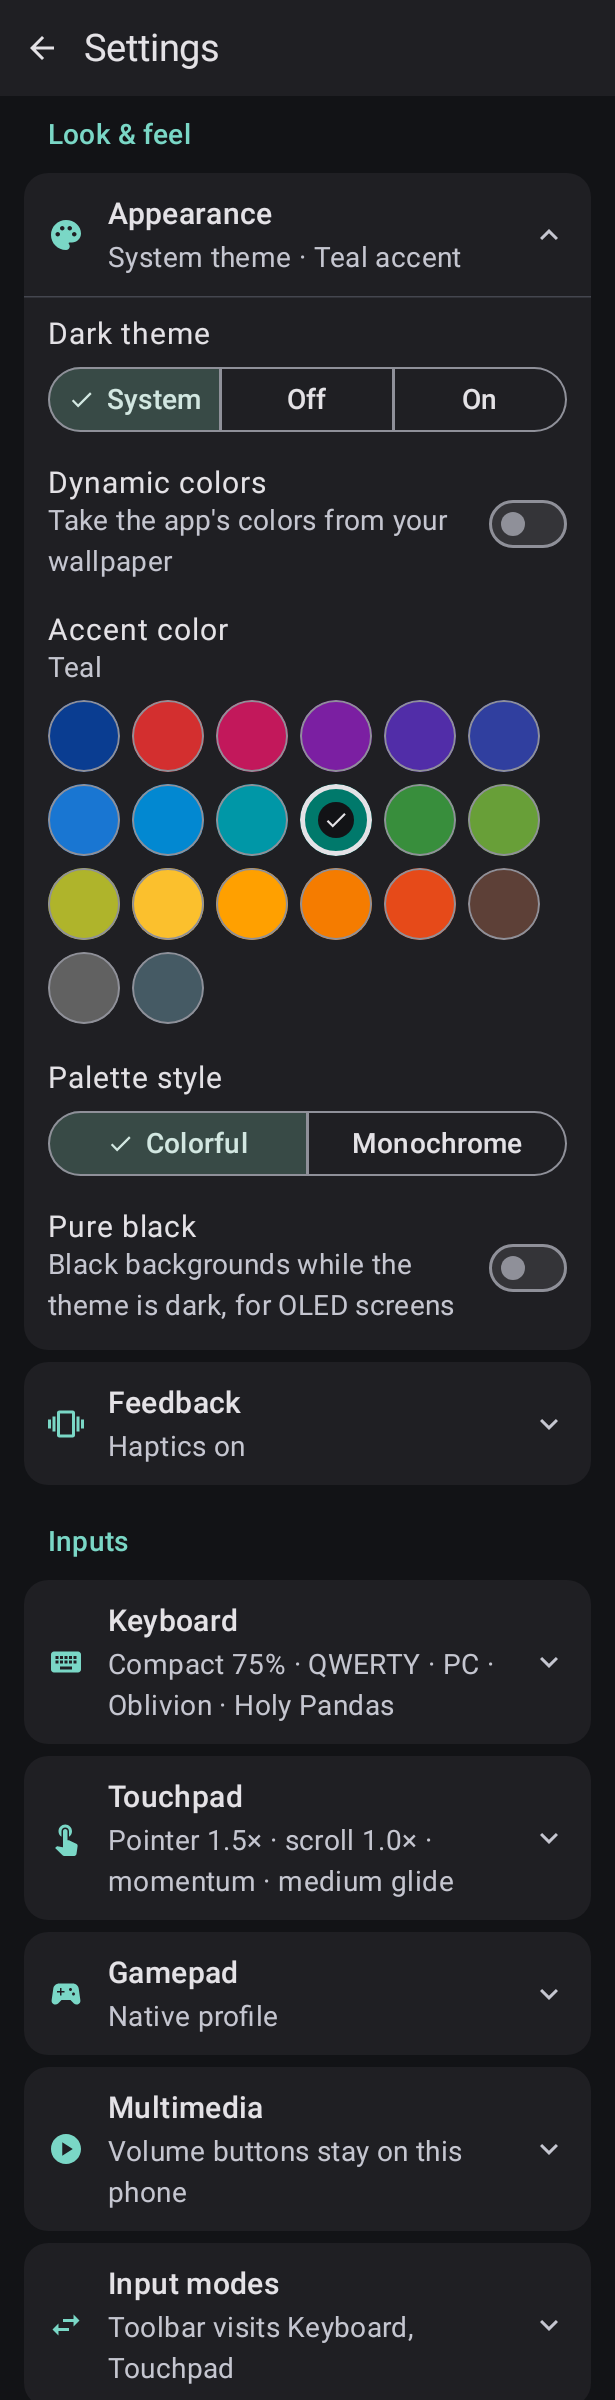 Settings
Look & feel
Appearance
System theme · Teal accent
Dark theme
System
Off
On
Dynamic colors
Take the app's colors from your
wallpaper
Accent color
Teal
Palette style
Colorful
Monochrome
Pure black
Black backgrounds while the
theme is dark, for OLED screens
Feedback
Haptics on
Inputs
Keyboard
Compact 75% · QWERTY · PC ·
Oblivion · Holy Pandas
Touchpad
Pointer 1.5× · scroll 1.0× ·
momentum · medium glide
Gamepad
Native profile
Multimedia
Volume buttons stay on this
phone
Input modes
Toolbar visits Keyboard,
Touchpad